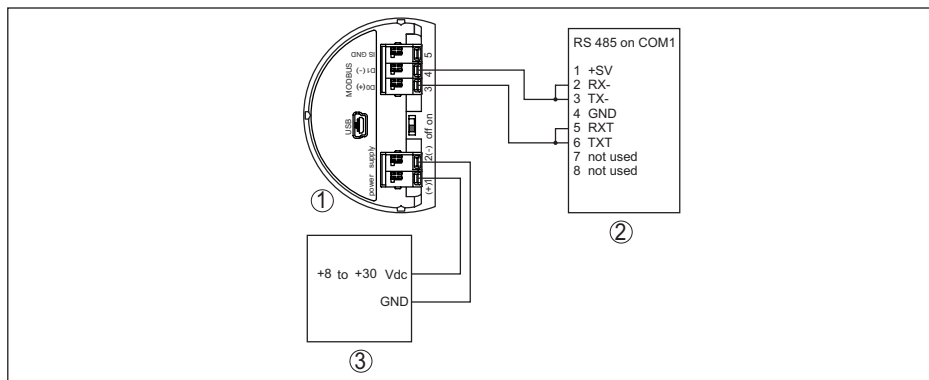 IS GND
5
D1(-)
4
MODBUS
D0(+)
3
USB
off on
power supply
2(-)
(+)1
①
RS 485 on COM1
1 +SV
2 RX-
3 TX-
4 GND
5 RXT
6 TXT
7 not used
8 not used
②
+8 to +30 Vdc
GND
③